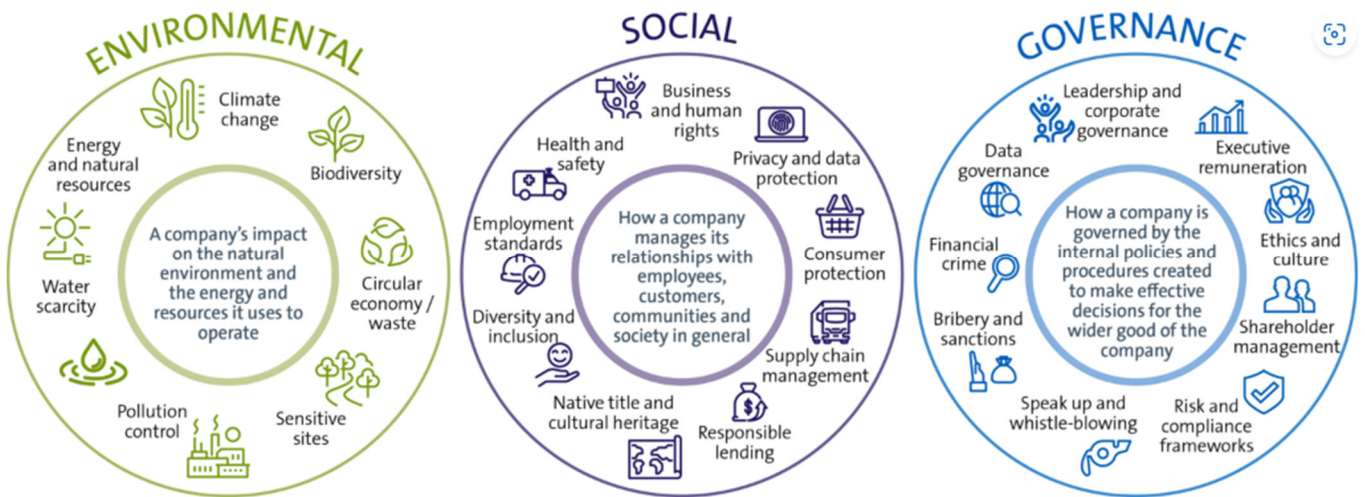 ENVIRONMENTAL
Climate
change
Biodiversity
Energy
and natural
resources
Water
scarcity
Circular
economy /
waste
Pollution
control
Sensitive
sites
A company's impact
on the natural
environment and
the energy and
resources it uses to
operate
SOCIAL
Business
and human
rights
Privacy and data
protection
Health and
safety
Employment
standards
Consumer
protection
Diversity and
inclusion
Supply chain
management
Native title and
cultural heritage
Responsible
lending
How a company
manages its
relationships with
employees,
customers,
communities and
society in general
GOVERNANCE
Leadership and
corporate
governance
Executive
remuneration
Data
governance
Ethics and
culture
Financial
crime
Shareholder
management
Bribery and
sanctions
Speak up and
whistle-blowing
Risk and
compliance
frameworks
How a company is
governed by the
internal policies and
procedures created
to make effective
decisions for the
wider good of the
company